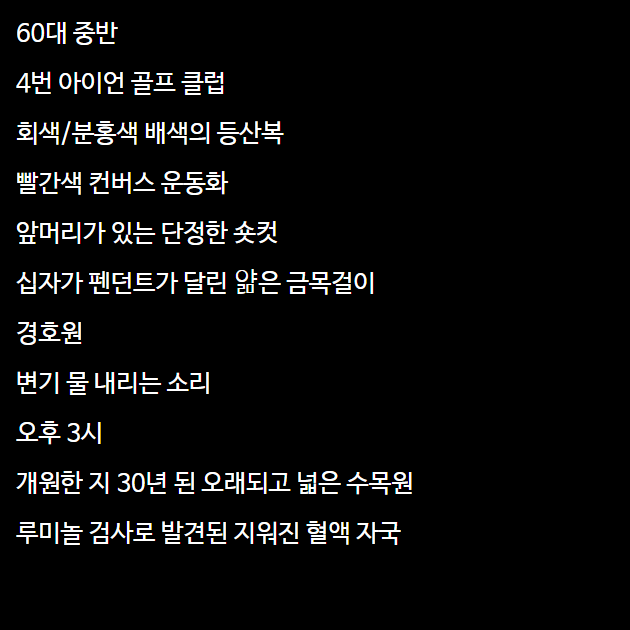 60대 중반
4번 아이언 골프 클럽
회색/분홍색 배색의 등산복
빨간색 컨버스 운동화
앞머리가 있는 단정한 숏컷
십자가 펜던트가 달린 얇은 금목걸이
경호원
변기 물 내리는 소리
오후 3시
개원한 지 30년 된 오래되고 넓은 수목원
루미놀 검사로 발견된 지워진 혈액 자국